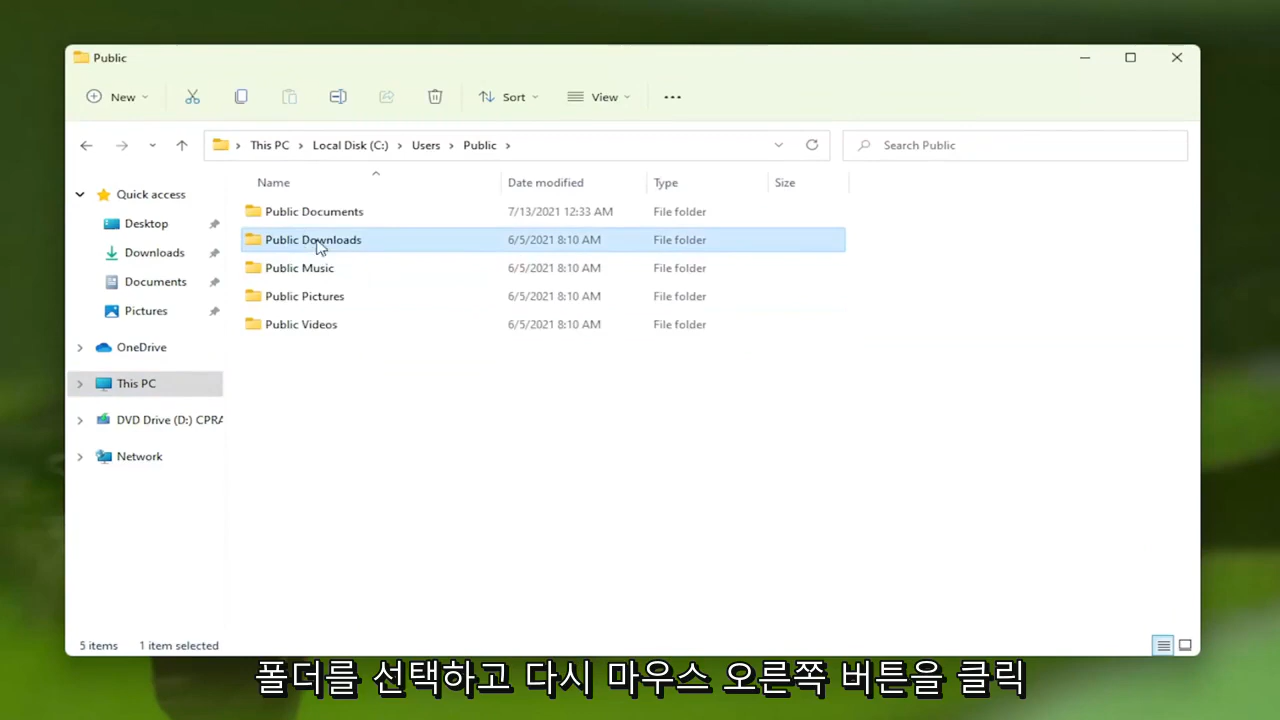 Public
New
Sort
View
This PC
Local Disk (C:)
Users
Public
Search Public
Name
Date modified
Type
Size
Quick access
Desktop
Downloads
Documents
Pictures
OneDrive
This PC
DVD Drive (D:) CPRA
Network
Public Documents 7/13/2021 12:33 AM File folder
Public Downloads 6/5/2021 8:10 AM File folder
Public Music 6/5/2021 8:10 AM File folder
Public Pictures 6/5/2021 8:10 AM File folder
Public Videos 6/5/2021 8:10 AM File folder
5 items 1 item selected
폴더를 선택하고 다시 마우스 오른쪽 버튼을 클릭